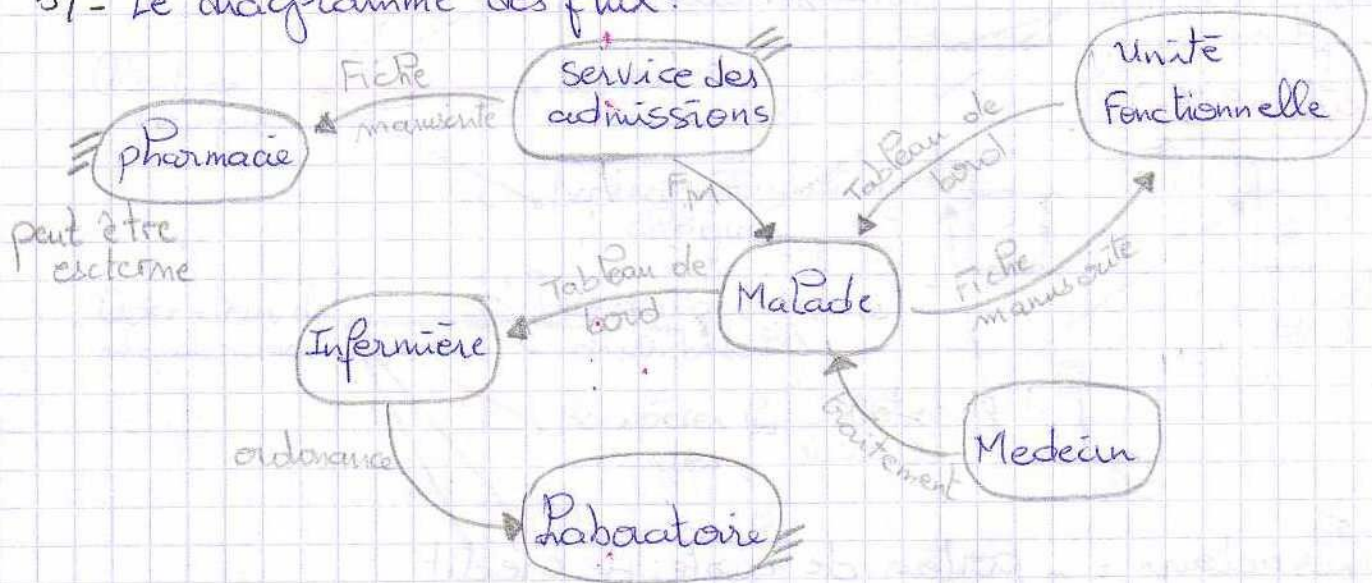 3/- Le diagramme des flux:
Fiche
manuscrite
Service des
admissions
Unité
Fonctionnelle
pharmacie
peut être
escterne
FM
Tableau de
bord
Tableau de
bord
Malade
Fiche
manuscrite
Infermière
ordonance
traitement
Medecin
Laboratoire